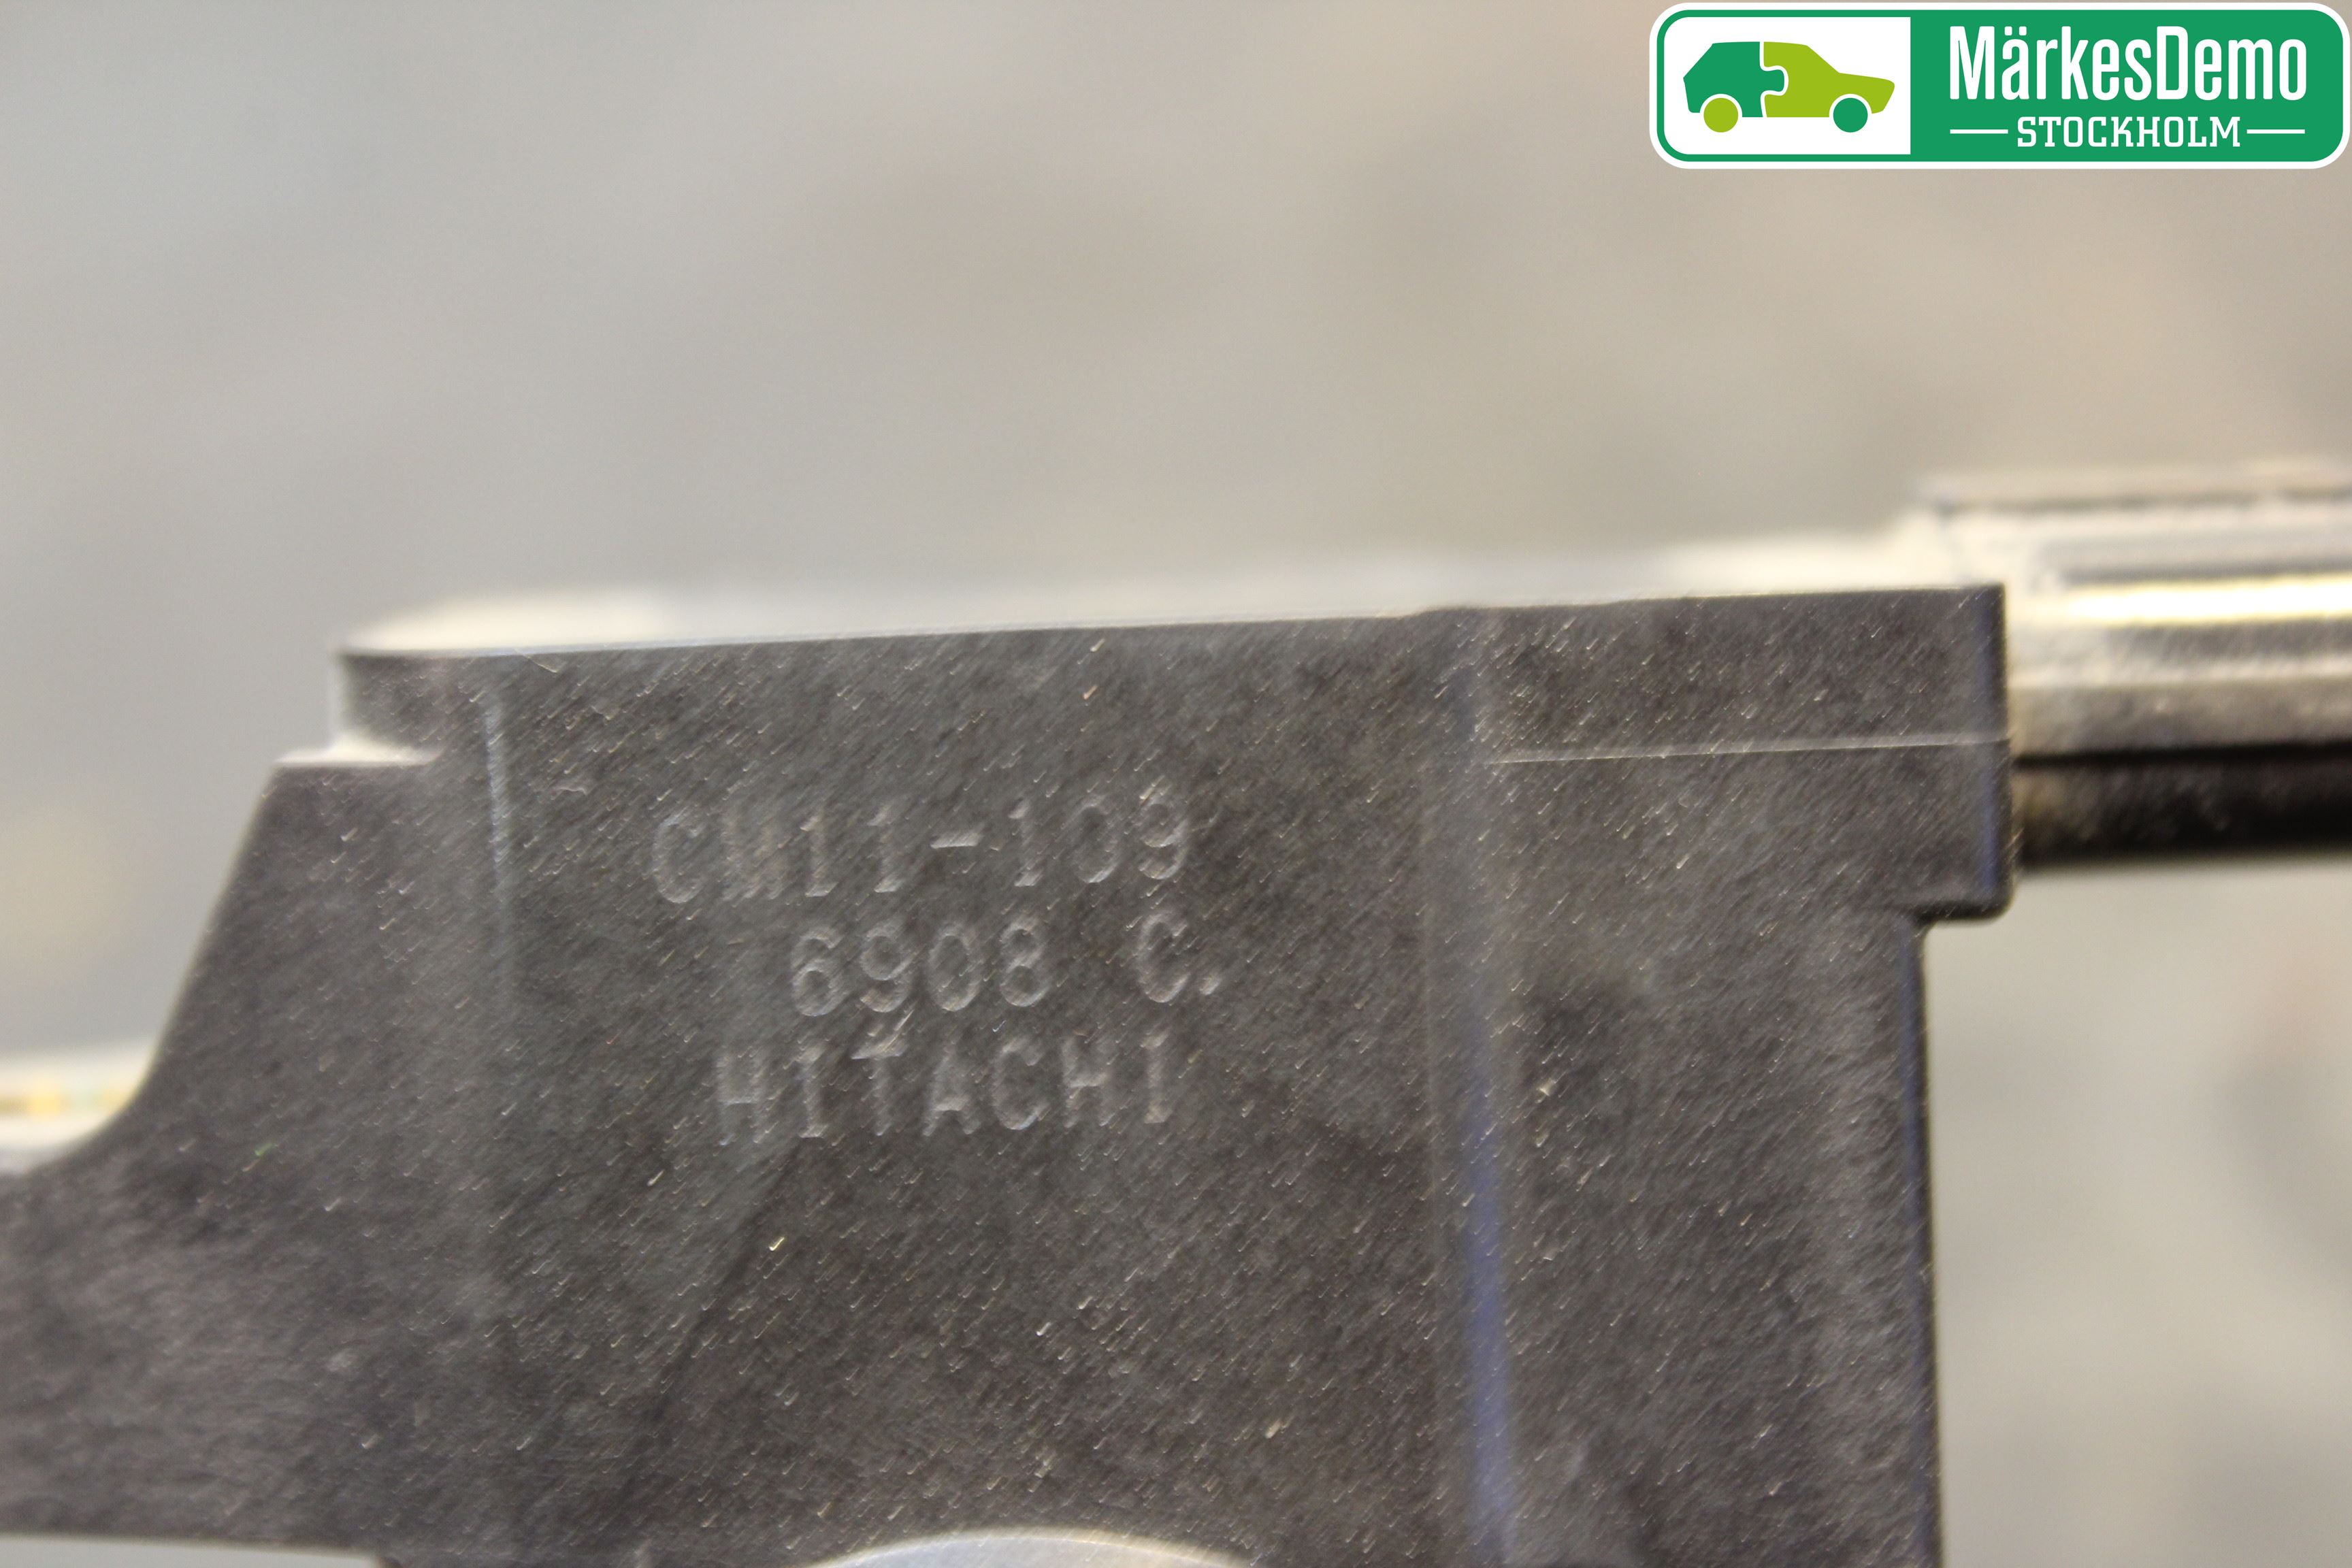 MärkesDemo
STOCKHOLM
CM11-109
6908 C.
HITACHI